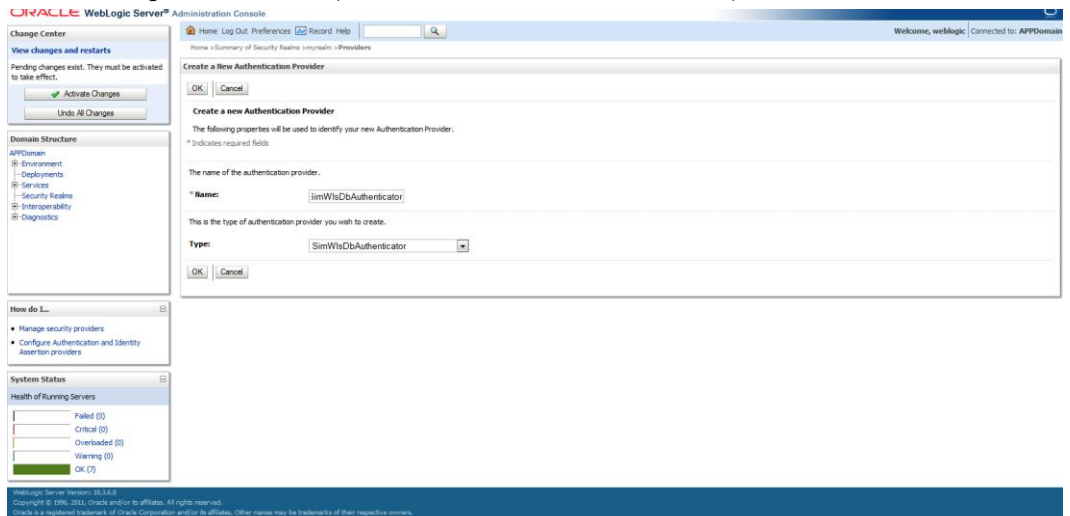 ORACLE WebLogic Server® Administration Console
Change Center
View changes and restarts
Pending changes exist. They must be activated
to take effect.
Activate Changes
Undo All Changes
Domain Structure
APPDomain
Environment
Deployments
Services
Security Realms
Interoperability
Diagnostics
How do I...
Manage security providers
Configure Authentication and Identity
Assertion providers
System Status
Health of Running Servers
Failed (0)
Critical (0)
Overloaded (0)
Warning (0)
OK (7)
Home Log Out Preferences Record Help
Welcome, weblogic Connected to: APPDomain
Home >Summary of Security Realms >myrealm >Providers
Create a New Authentication Provider
OK Cancel
Create a new Authentication Provider
The following properties will be used to identify your new Authentication Provider.
* Indicates required fields
The name of the authentication provider.
* Name: SimWlsDbAuthenticator
This is the type of authentication provider you wish to create.
Type: SimWlsDbAuthenticator
OK Cancel
WebLogic Server Version: 10.3.6.0
Copyright © 1996, 2011, Oracle and/or its affiliates. All rights reserved.
Oracle is a registered trademark of Oracle Corporation and/or its affiliates. Other names may be trademarks of their respective owners.